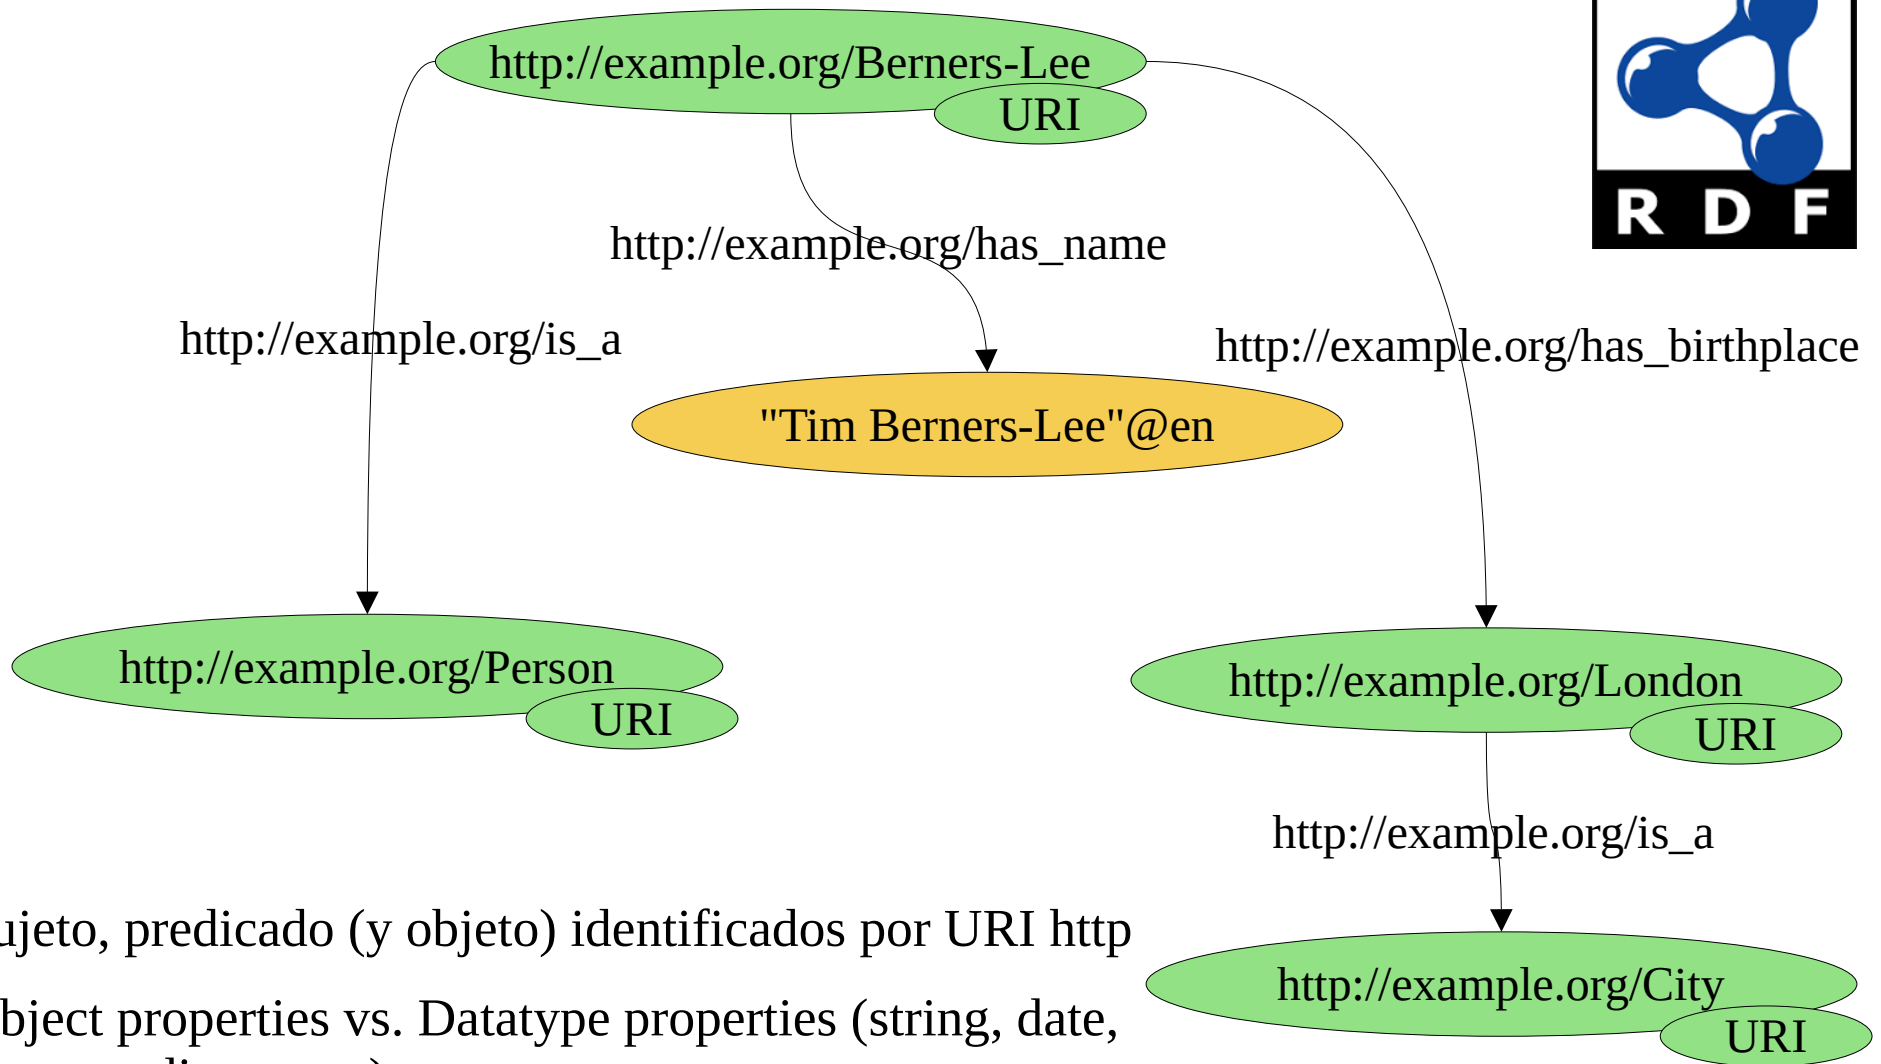 http://example.org/Berners-Lee
URI
R D F
http://example.org/has_name
http://example.org/is_a
http://example.org/has_birthplace
"Tim Berners-Lee"@en
http://example.org/Person
URI
http://example.org/London
URI
http://example.org/is_a
ujeto, predicado (y objeto) identificados por URI http
http://example.org/City
URI
bject properties vs. Datatype properties (string, date,